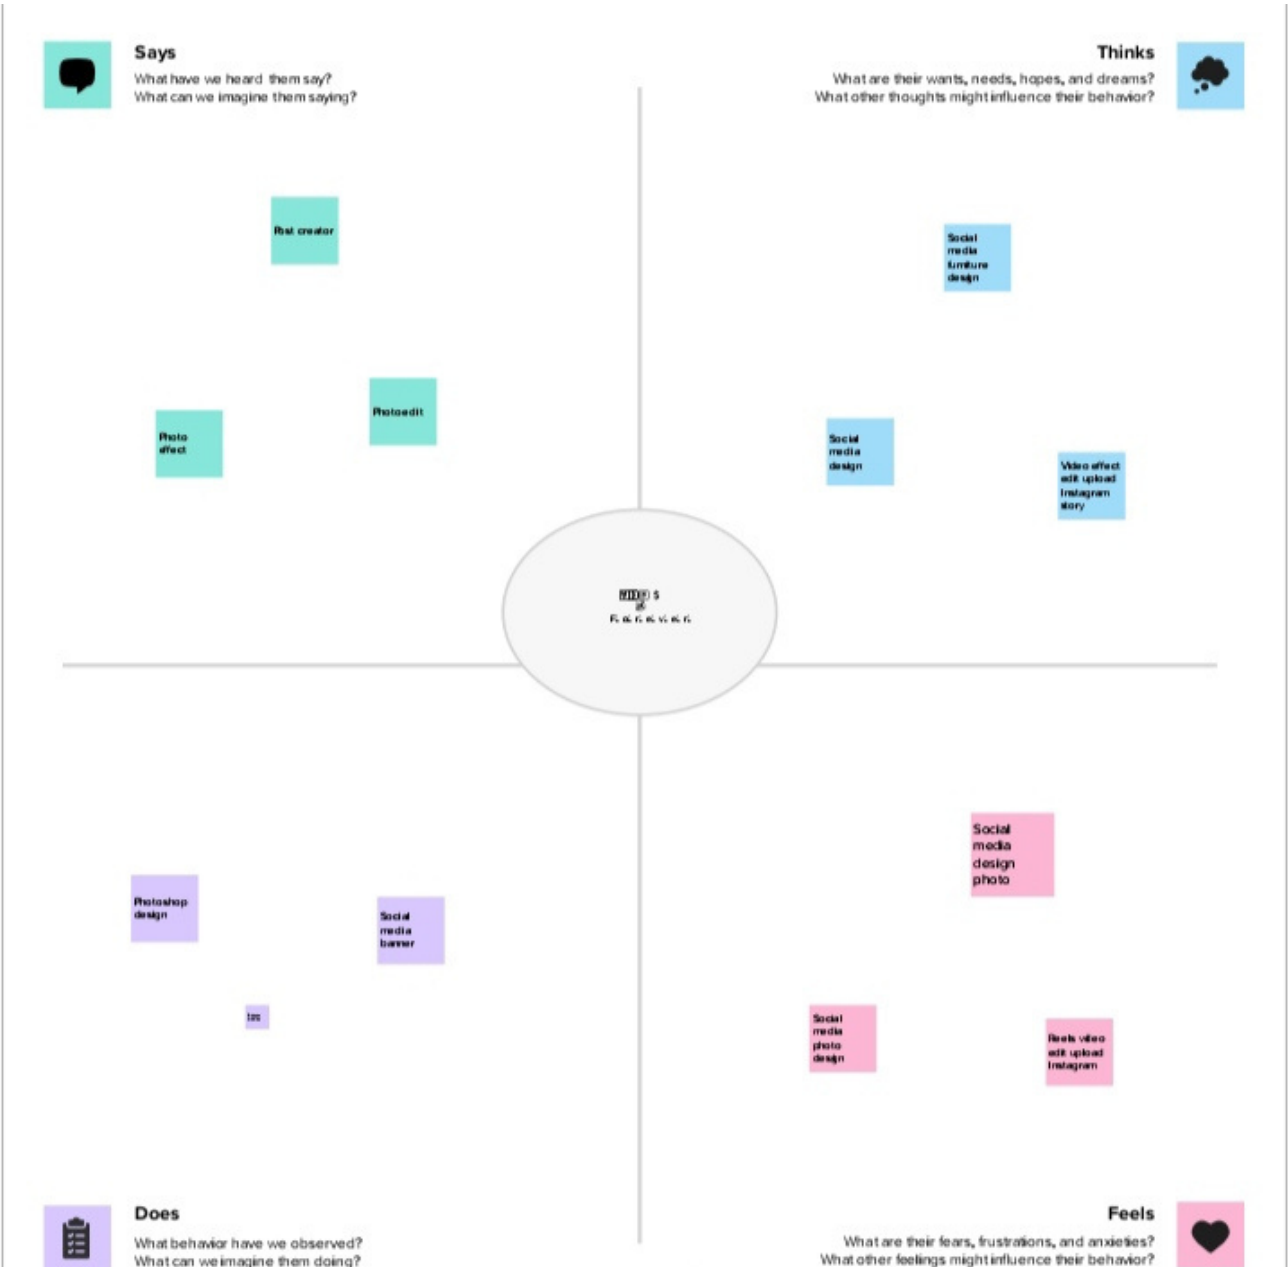 Says
What have we heard them say?
What can we imagine them saying?
Thinks
What are their wants, needs, hopes, and dreams?
What other thoughts might influence their behavior?
Post creator
Photo edit
Photo
effect
Social
media
furniture
design
Social
media
design
Video effect
edit upload
Instagram
story
Photoshop
design
Social
media
banner
Social
media
design
photo
Social
media
photo
design
Reels video
edit upload
Instagram
Does
What behavior have we observed?
What can we imagine them doing?
Feels
What are their fears, frustrations, and anxieties?
What other feelings might influence their behavior?